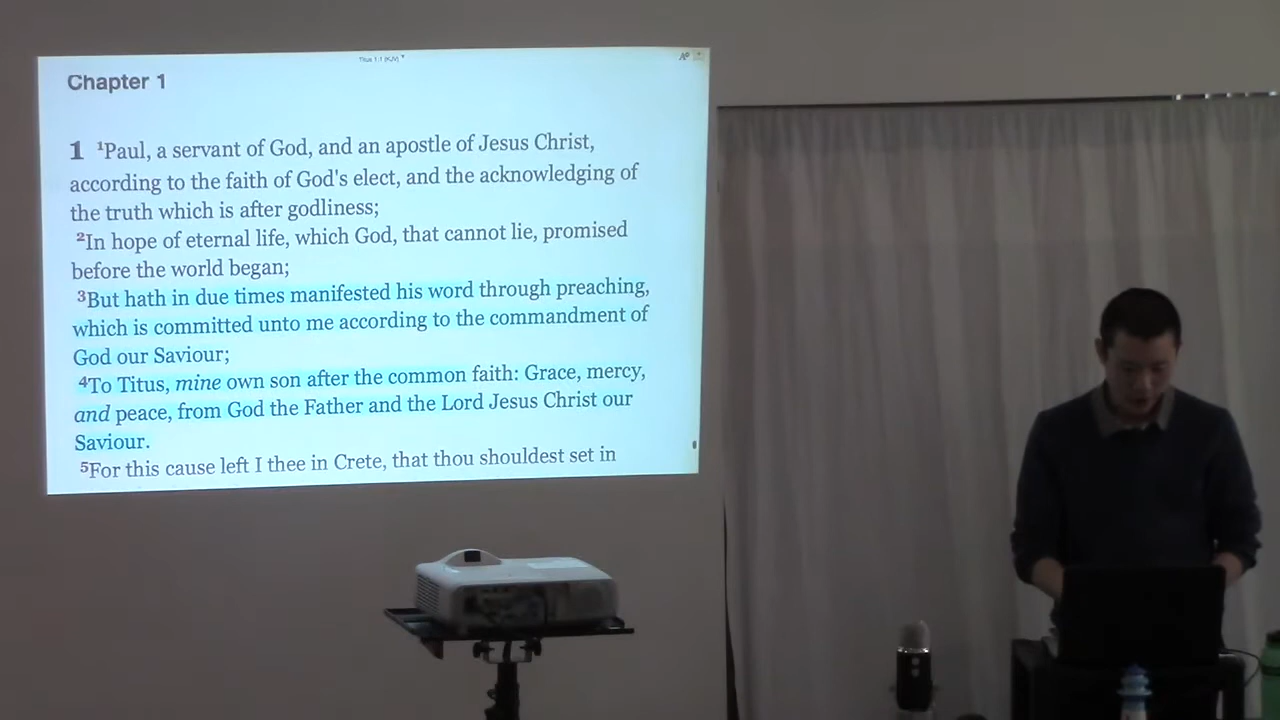 Titus 1:1 (KJV)
Chapter 1
1 ¹Paul, a servant of God, and an apostle of Jesus Christ,
according to the faith of God's elect, and the acknowledging of
the truth which is after godliness;
²In hope of eternal life, which God, that cannot lie, promised
before the world began;
³But hath in due times manifested his word through preaching,
which is committed unto me according to the commandment of
God our Saviour;
⁴To Titus, mine own son after the common faith: Grace, mercy,
and peace, from God the Father and the Lord Jesus Christ our
Saviour.
⁵For this cause left I thee in Crete, that thou shouldest set in